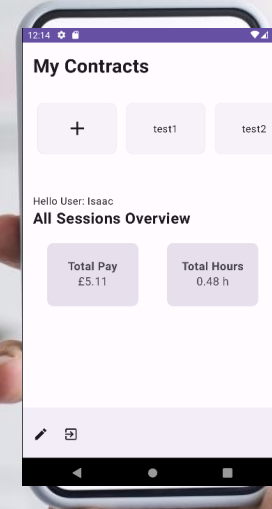 12:14
My Contracts
+
test1
test2
Hello User: Isaac
All Sessions Overview
Total Pay
£5.11
Total Hours
0.48 h